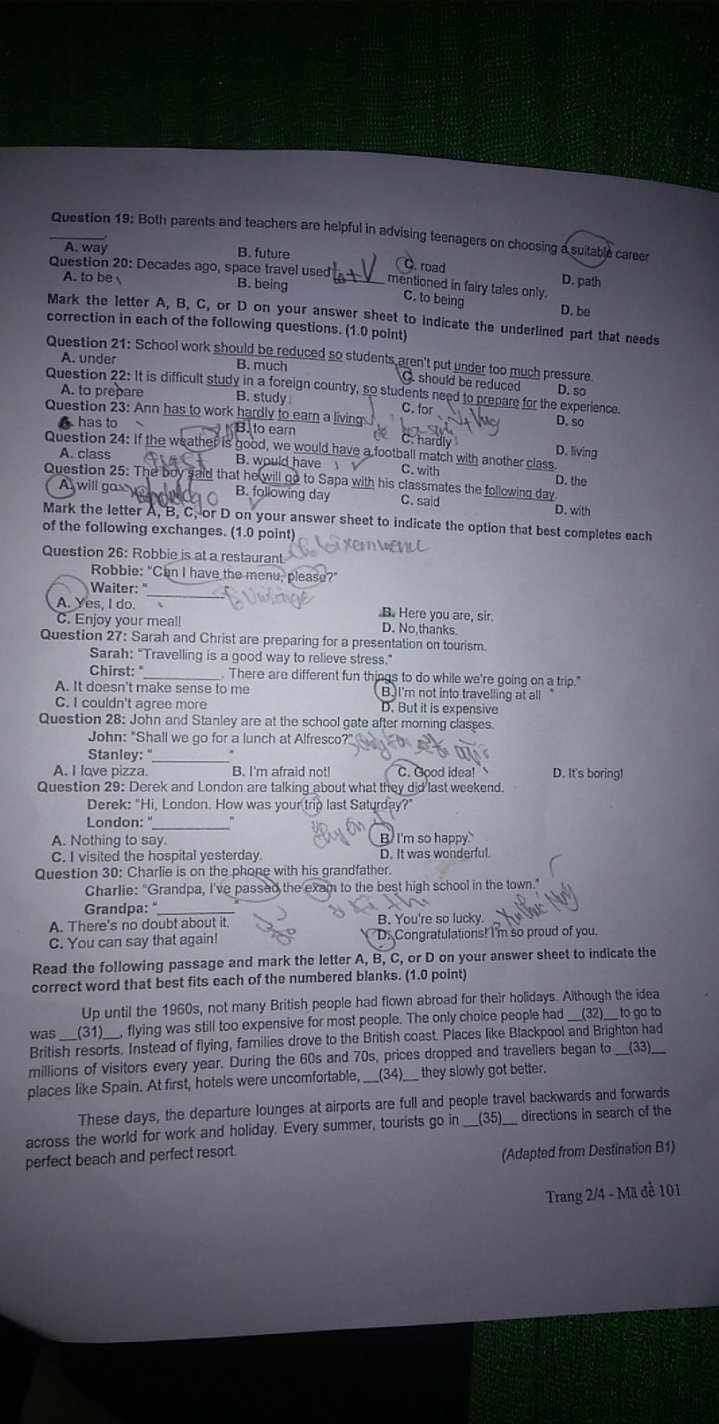 Question 19: Both parents and teachers are helpful in advising teenagers on choosing a suitable career
________.
A. way B. future C. road D. path
Question 20: Decades ago, space travel used ________ mentioned in fairy tales only.
A. to be B. being C. to being D. be
Mark the letter A, B, C, or D on your answer sheet to indicate the underlined part that needs
correction in each of the following questions. (1.0 point)
Question 21: School work should be reduced so students aren't put under too much pressure.
A. under B. much C. should be reduced D. so
Question 22: It is difficult study in a foreign country, so students need to prepare for the experience.
A. to prepare B. study C. for D. so
Question 23: Ann has to work hardly to earn a living.
A. has to B. to earn C. hardly D. living
Question 24: If the weather is good, we would have a football match with another class.
A. class B. would have C. with D. the
Question 25: The boy said that he will go to Sapa with his classmates the following day.
A. will go B. following day C. said D. with
Mark the letter A, B, C, or D on your answer sheet to indicate the option that best completes each
of the following exchanges. (1.0 point)
Question 26: Robbie is at a restaurant.
Robbie: "Can I have the menu, please?"
Waiter: "________"
A. Yes, I do. B. Here you are, sir.
C. Enjoy your meal! D. No,thanks.
Question 27: Sarah and Christ are preparing for a presentation on tourism.
Sarah: "Travelling is a good way to relieve stress."
Chirst: "________. There are different fun things to do while we're going on a trip."
A. It doesn't make sense to me B. I'm not into travelling at all
C. I couldn't agree more D. But it is expensive
Question 28: John and Stanley are at the school gate after morning classes.
John: "Shall we go for a lunch at Alfresco?"
Stanley: "________"
A. I love pizza. B. I'm afraid not! C. Good idea! D. It's boring!
Question 29: Derek and London are talking about what they did last weekend.
Derek: "Hi, London. How was your trip last Saturday?"
London: "________"
A. Nothing to say. B. I'm so happy.
C. I visited the hospital yesterday. D. It was wonderful.
Question 30: Charlie is on the phone with his grandfather.
Charlie: "Grandpa, I've passed the exam to the best high school in the town."
Grandpa: "________"
A. There's no doubt about it. B. You're so lucky.
C. You can say that again! D. Congratulations! I'm so proud of you.
Read the following passage and mark the letter A, B, C, or D on your answer sheet to indicate the
correct word that best fits each of the numbered blanks. (1.0 point)
Up until the 1960s, not many British people had flown abroad for their holidays. Although the idea
was __(31)__, flying was still too expensive for most people. The only choice people had __(32)__ to go to
British resorts. Instead of flying, families drove to the British coast. Places like Blackpool and Brighton had
millions of visitors every year. During the 60s and 70s, prices dropped and travellers began to __(33)__
places like Spain. At first, hotels were uncomfortable, __(34)__ they slowly got better.
These days, the departure lounges at airports are full and people travel backwards and forwards
across the world for work and holiday. Every summer, tourists go in __(35)__ directions in search of the
perfect beach and perfect resort.
(Adapted from Destination B1)
Trang 2/4 - Mã đề 101